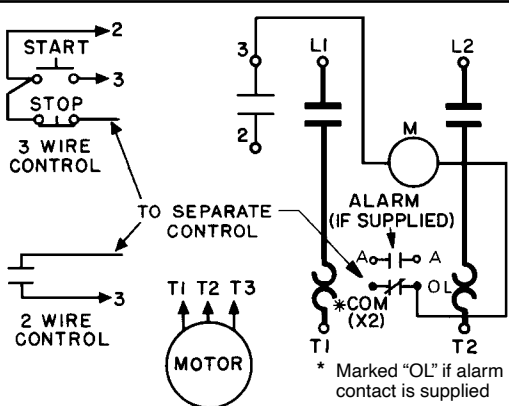 2
START
3
STOP
3 WIRE
CONTROL
TO SEPARATE
CONTROL
3
2 WIRE
CONTROL
T1 T2 T3
MOTOR
3
2
L1
L2
M
ALARM
(IF SUPPLIED)
A
A
OL
*COM
(X2)
T1
T2
* Marked "OL" if alarm
contact is supplied